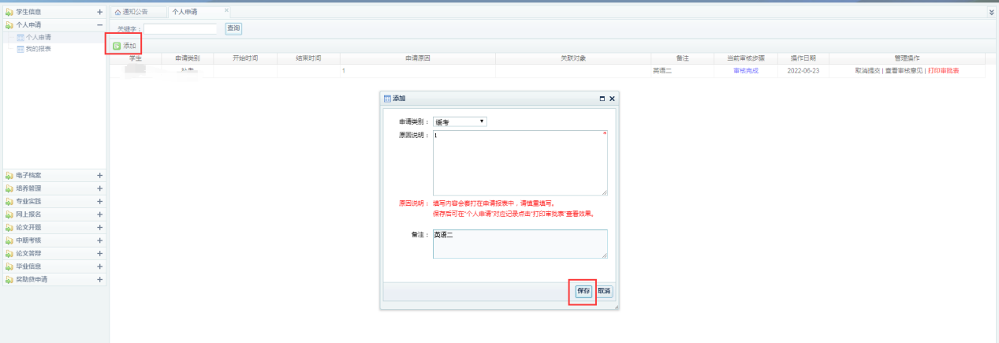 学生信息
个人申请
个人申请
我的报表
电子档案
培养管理
专业实践
网上报名
论文开题
中期考核
论文答辩
毕业信息
奖助贷申请
通知公告 个人申请
关键字： 查询
添加
学生 申请类别 开始时间 结束时间 申请原因 关联对象 备注 当前审核步骤 操作日期 管理操作
1 英语二 审核完成 2022-06-23 取消提交 | 查看审核意见 | 打印审批表
添加
申请类别： 缓考
原因说明： 1 *
原因说明： 填写内容会套打在申请报表中，请慎重填写。
保存后可在"个人申请"对应记录点击"打印审批表"查看效果。
备注： 英语二
保存 取消